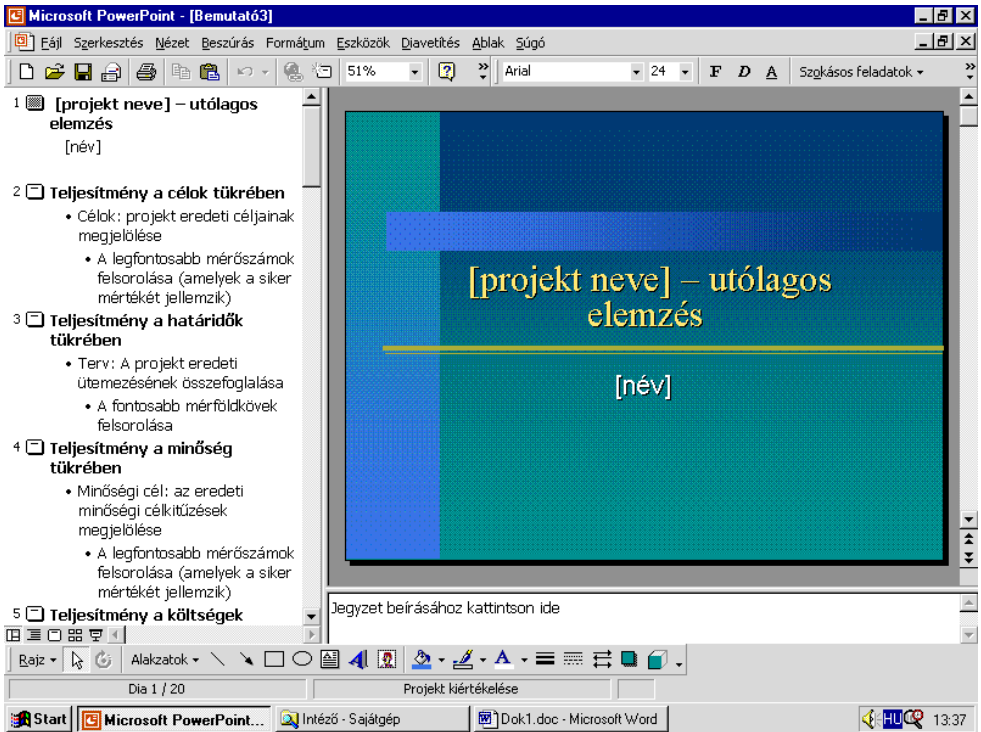 Microsoft PowerPoint - [Bemutató3]
Fájl Szerkesztés Nézet Beszúrás Formátum Eszközök Diavetítés Ablak Súgó
51% Arial 24 F D A Szokásos feladatok
1 [projekt neve] – utólagos
elemzés
[név]
2 Teljesítmény a célok tükrében
• Célok: projekt eredeti céljainak
megjelölése
• A legfontosabb mérőszámok
felsorolása (amelyek a siker
mértékét jellemzik)
3 Teljesítmény a határidők
tükrében
• Terv: A projekt eredeti
ütemezésének összefoglalása
• A fontosabb mérföldkövek
felsorolása
4 Teljesítmény a minőség
tükrében
• Minőségi cél: az eredeti
minőségi célkitűzések
megjelölése
• A legfontosabb mérőszámok
felsorolása (amelyek a siker
mértékét jellemzik)
5 Teljesítmény a költségek
[projekt neve] – utólagos
elemzés
[név]
Jegyzet beírásához kattintson ide
Rajz Alakzatok
Dia 1 / 20 Projekt kiértékelése
Start Microsoft PowerPoint... Intéző - Sajátgép Dok1.doc - Microsoft Word HU 13:37